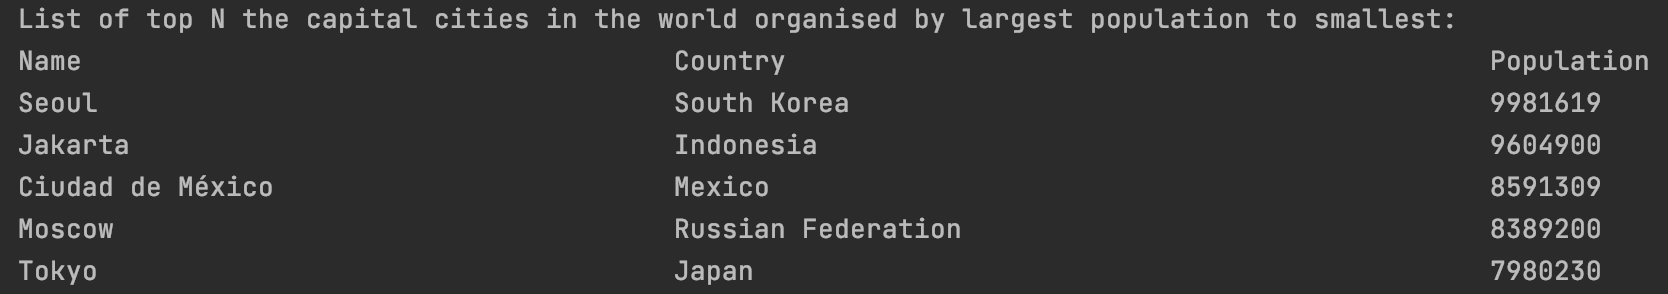 List of top N the capital cities in the world organised by largest population to smallest:
Name Country Population
Seoul South Korea 9981619
Jakarta Indonesia 9604900
Ciudad de México Mexico 8591309
Moscow Russian Federation 8389200
Tokyo Japan 7980230